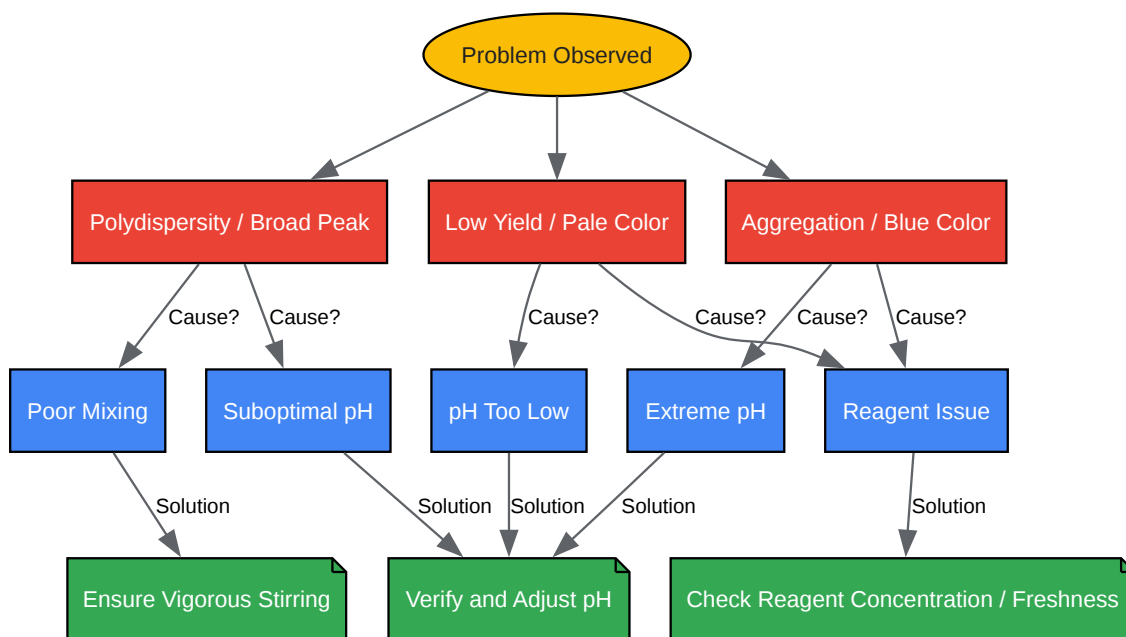 Problem Observed
Polydispersity / Broad Peak
Low Yield / Pale Color
Aggregation / Blue Color
Cause?
Cause?
Cause?
Cause?
Cause?
Cause?
Poor Mixing
Suboptimal pH
pH Too Low
Extreme pH
Reagent Issue
Solution
Solution
Solution
Solution
Solution
Ensure Vigorous Stirring
Verify and Adjust pH
Check Reagent Concentration / Freshness